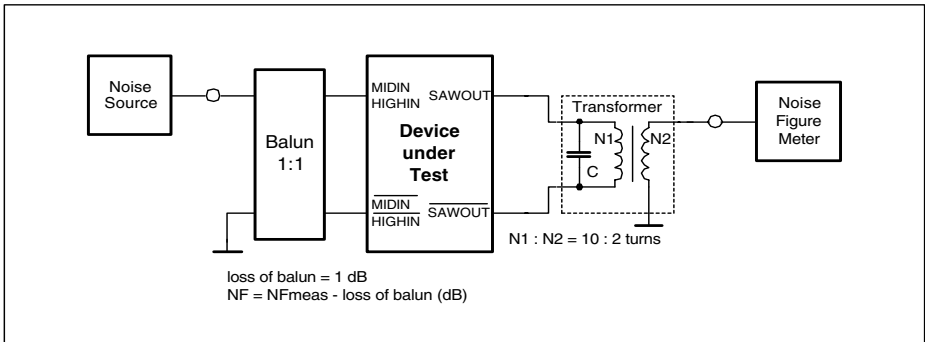 Noise
Source
Balun
1:1
MIDIN
HIGHIN
SAWOUT
Device
under
Test
MIDIN
HIGHIN
SAWOUT
Transformer
N1
N2
C
N1 : N2 = 10 : 2 turns
Noise
Figure
Meter
loss of balun = 1 dB
NF = NFmeas - loss of balun (dB)